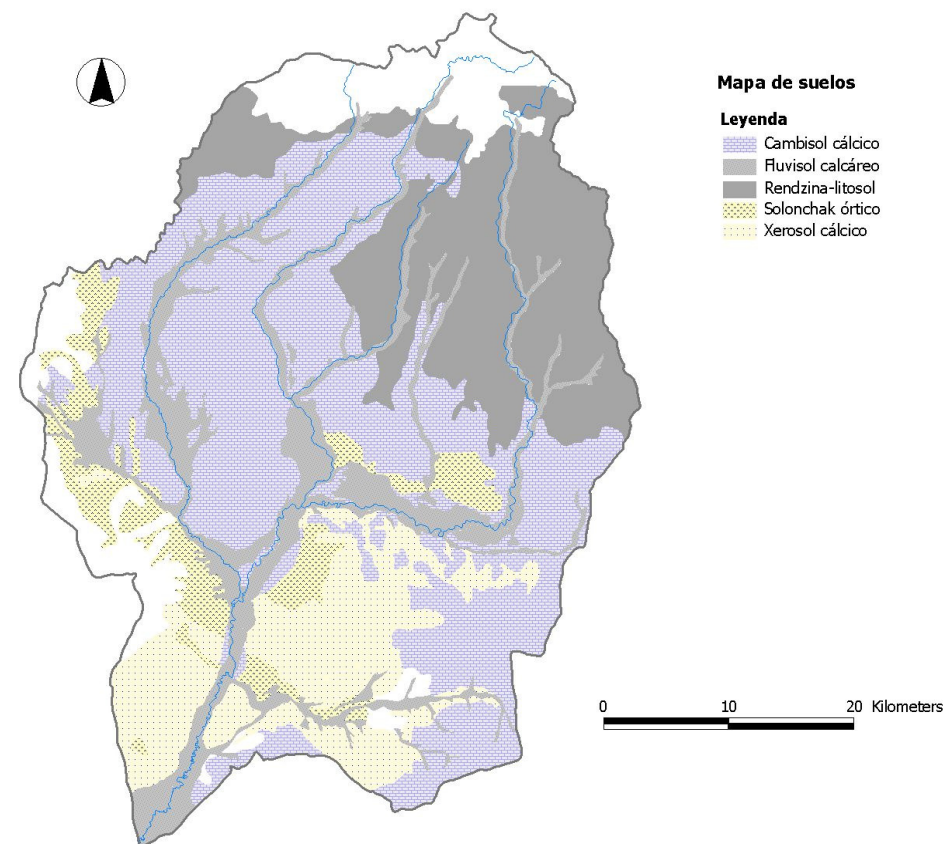 Mapa de suelos
Leyenda
Cambisol cálcico
Fluvisol calcáreo
Rendzina-litosol
Solonchak órtico
Xerosol cálcico
0 10 20 Kilometers